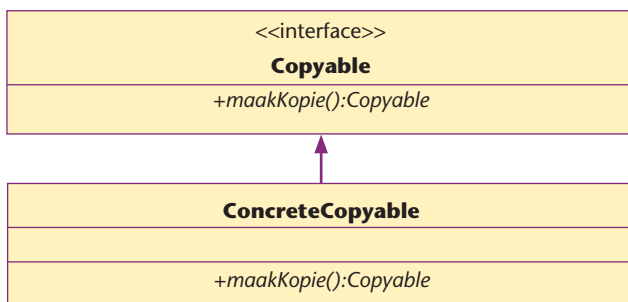 <<interface>>
Copyable
+maakKopie():Copyable
ConcreteCopyable
+maakKopie():Copyable